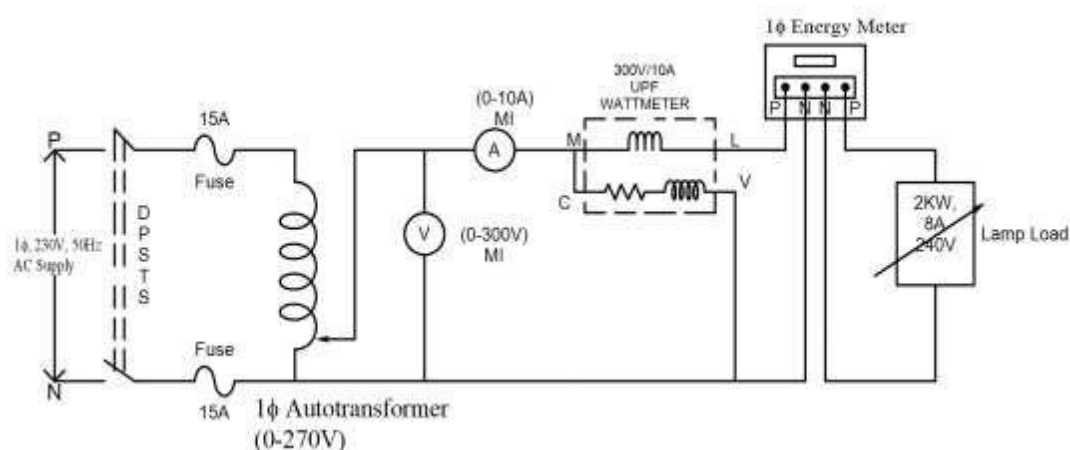 1ϕ Energy Meter
300V/10A
UPF
WATTMETER
(0-10A)
MI
P N N P
15A
P
M
L
A
Fuse
C
V
D
P
S
T
S
1ϕ, 230V, 50Hz
AC Supply
V
(0-300V)
MI
2KW,
8A
240V
Lamp Load
Fuse
N
15A
1ϕ Autotransformer
(0-270V)